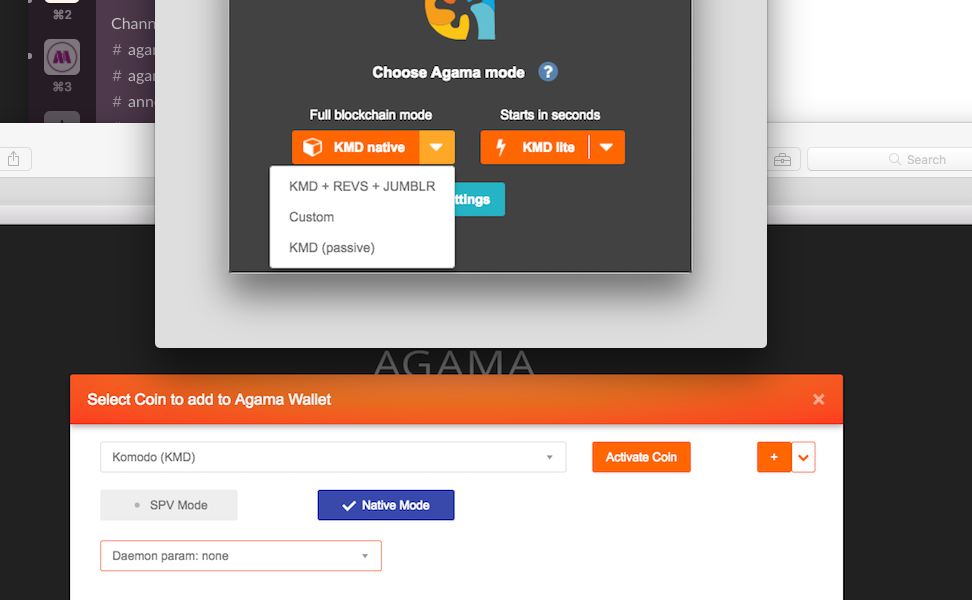 ⌘2
Chann
# agar
⌘3
# agar
# anno
Choose Agama mode ?
Full blockchain mode
Starts in seconds
KMD native
KMD lite
KMD + REVS + JUMBLR
Custom
ttings
KMD (passive)
Search
AGAMA
Select Coin to add to Agama Wallet ×
Komodo (KMD)
Activate Coin
+
SPV Mode
Native Mode
Daemon param: none